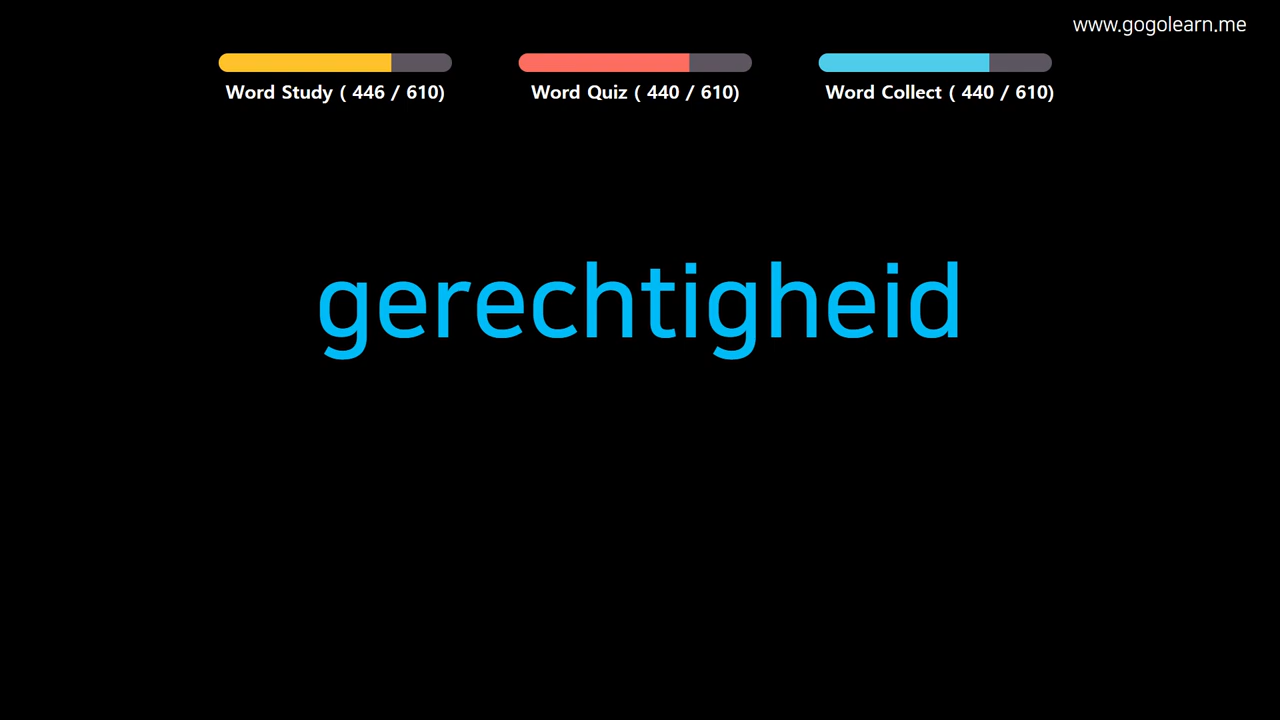 www.gogolearn.me
Word Study ( 446 / 610)
Word Quiz ( 440 / 610)
Word Collect ( 440 / 610)
gerechtigheid